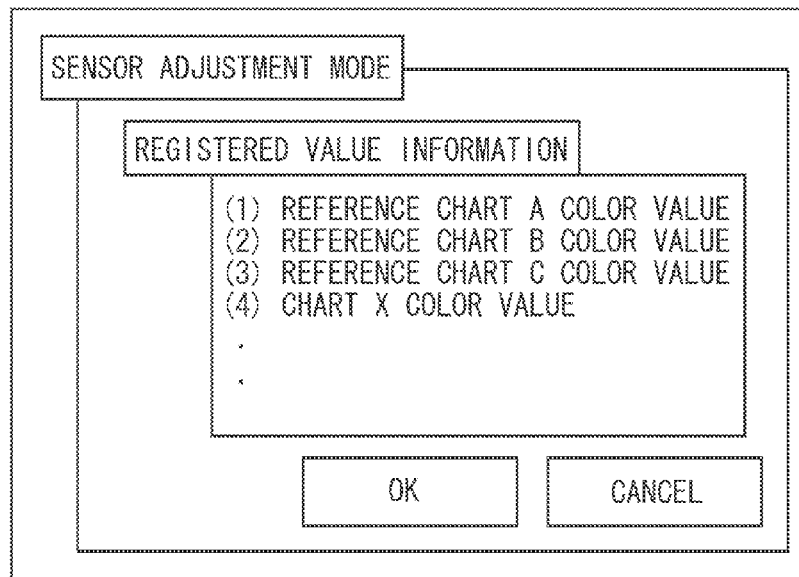 SENSOR ADJUSTMENT MODE
REGISTERED VALUE INFORMATION
(1) REFERENCE CHART A COLOR VALUE
(2) REFERENCE CHART B COLOR VALUE
(3) REFERENCE CHART C COLOR VALUE
(4) CHART X COLOR VALUE
.
.
OK
CANCEL